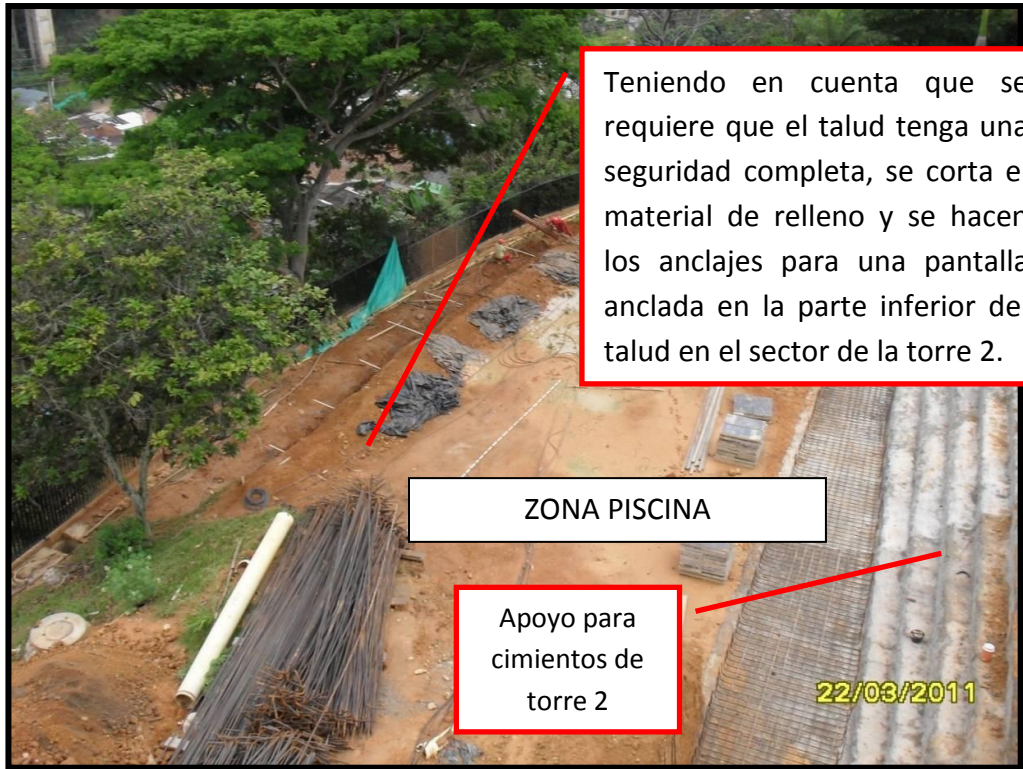 Teniendo en cuenta que se
requiere que el talud tenga una
seguridad completa, se corta e
material de relleno y se hacen
los anclajes para una pantalla
anclada en la parte inferior de
talud en el sector de la torre 2.
ZONA PISCINA
Apoyo para
cimientos de
torre 2
22/03/2011